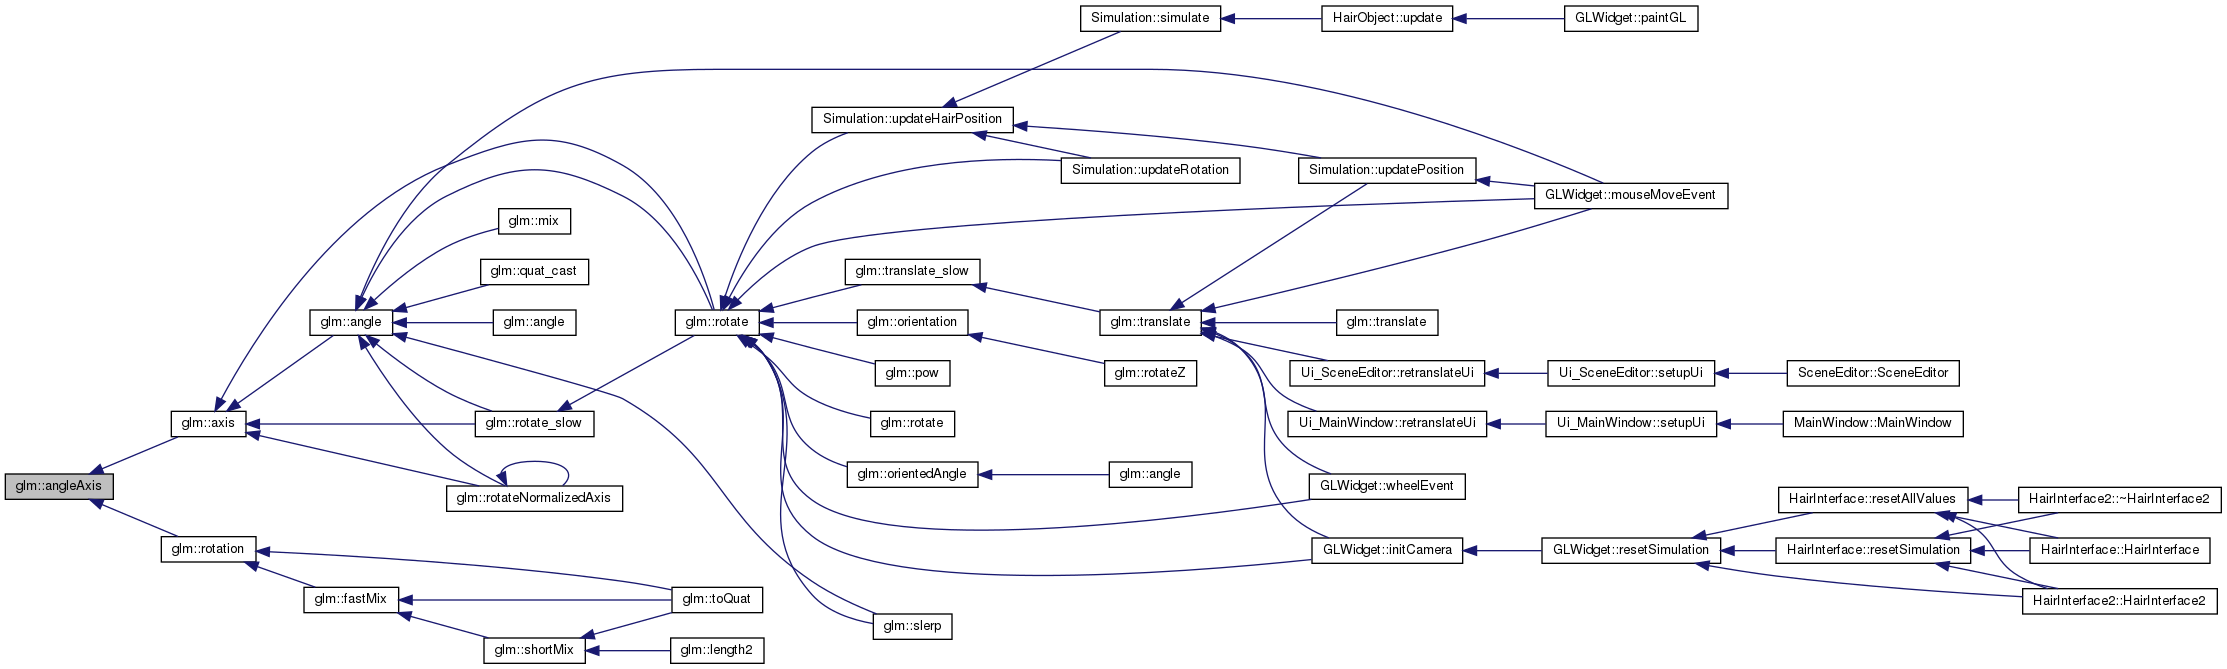 Simulation::simulate
HairObject::update
GLWidget::paintGL
Simulation::updateHairPosition
Simulation::updateRotation
Simulation::updatePosition
GLWidget::mouseMoveEvent
glm::mix
glm::quat_cast
glm::translate_slow
glm::angle
glm::angle
glm::rotate
glm::orientation
glm::translate
glm::translate
glm::pow
glm::rotateZ
Ui_SceneEditor::retranslateUi
Ui_SceneEditor::setupUi
SceneEditor::SceneEditor
glm::axis
glm::rotate_slow
glm::rotate
Ui_MainWindow::retranslateUi
Ui_MainWindow::setupUi
MainWindow::MainWindow
glm::orientedAngle
glm::angle
glm::angleAxis
glm::rotateNormalizedAxis
GLWidget::wheelEvent
HairInterface::resetAllValues
HairInterface2::~HairInterface2
glm::rotation
GLWidget::initCamera
GLWidget::resetSimulation
HairInterface::resetSimulation
HairInterface::HairInterface
glm::fastMix
glm::toQuat
HairInterface2::HairInterface2
glm::slerp
glm::shortMix
glm::length2